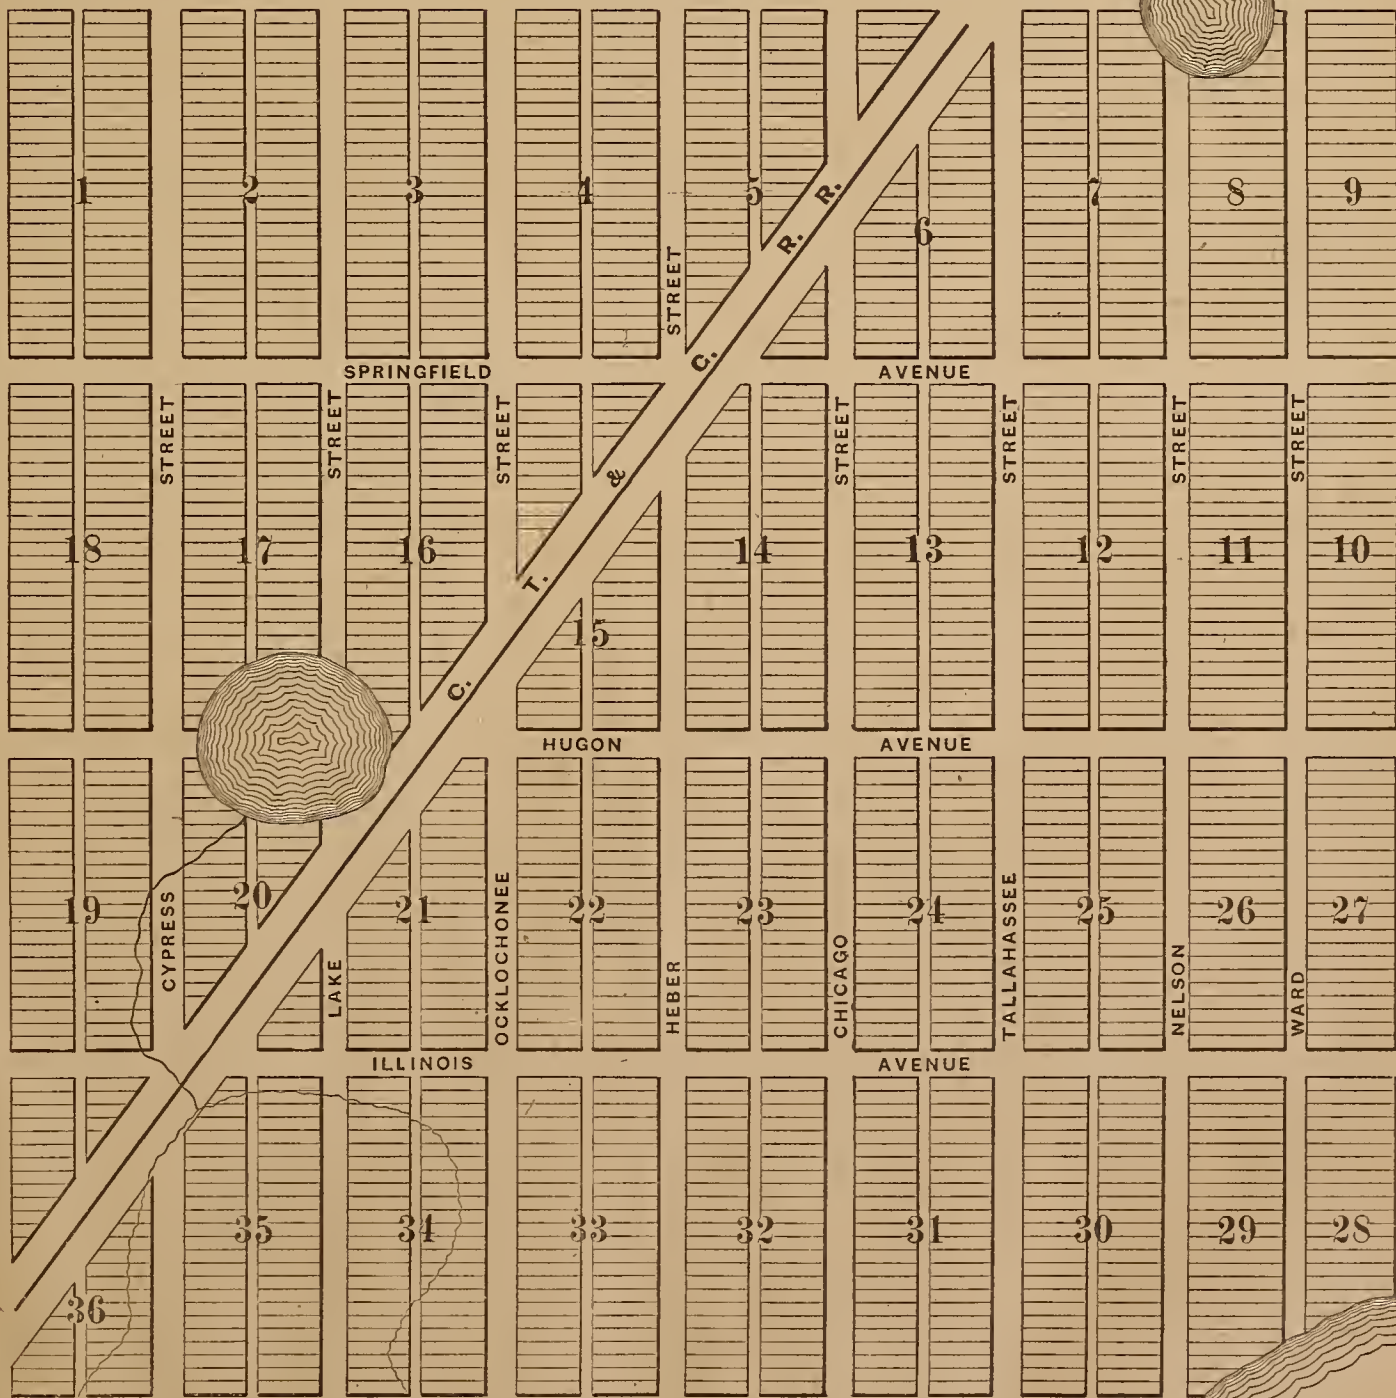 1
2
3
4
5
6
7
8
9
STREET
SPRINGFIELD AVENUE
STREET
STREET
STREET
STREET
STREET
STREET
STREET
18
17
16
15
14
13
12
11
10
C. T. & C. R. R.
HUGON AVENUE
19
20
21
22
23
24
25
26
27
CYPRESS
LAKE
OCKLOCHONEE
HEBER
CHICAGO
TALLAHASSEE
NELSON
WARD
ILLINOIS AVENUE
36
35
34
33
32
31
30
29
28